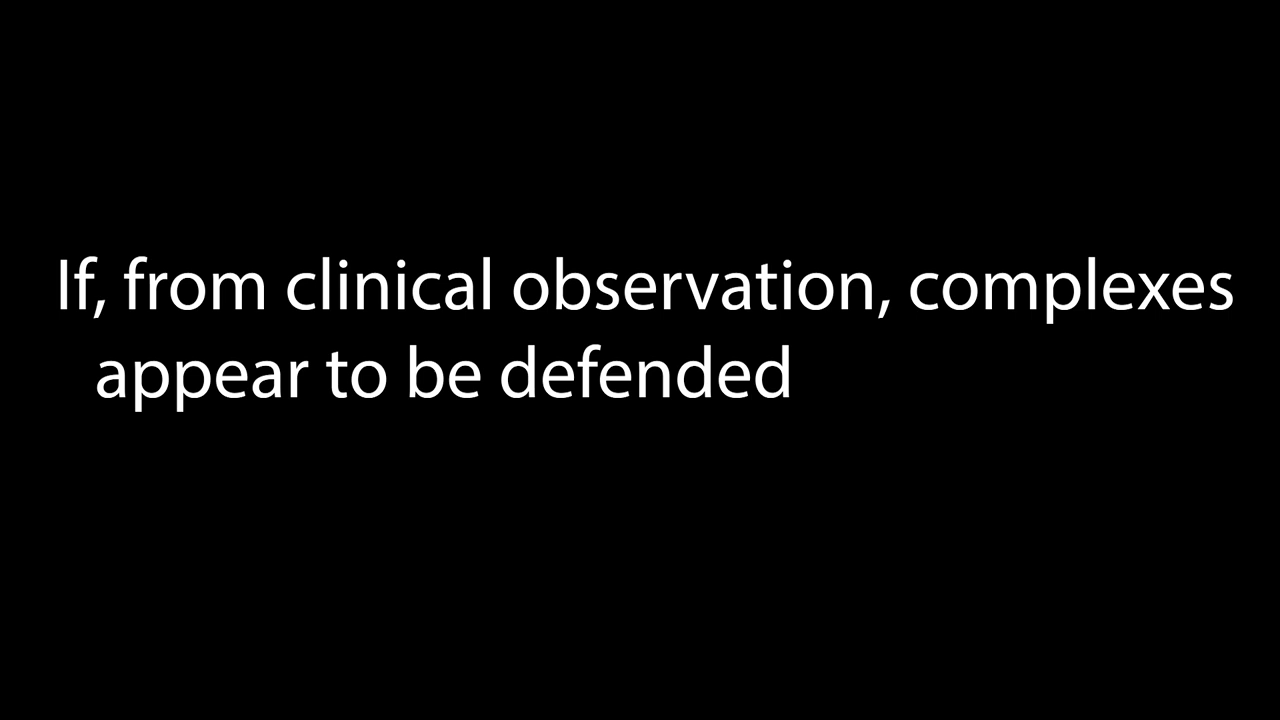 If, from clinical observation, complexes
appear to be defended